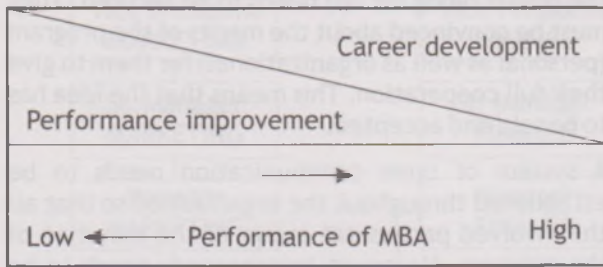 Career development
Performance improvement
Low Performance of MBA High